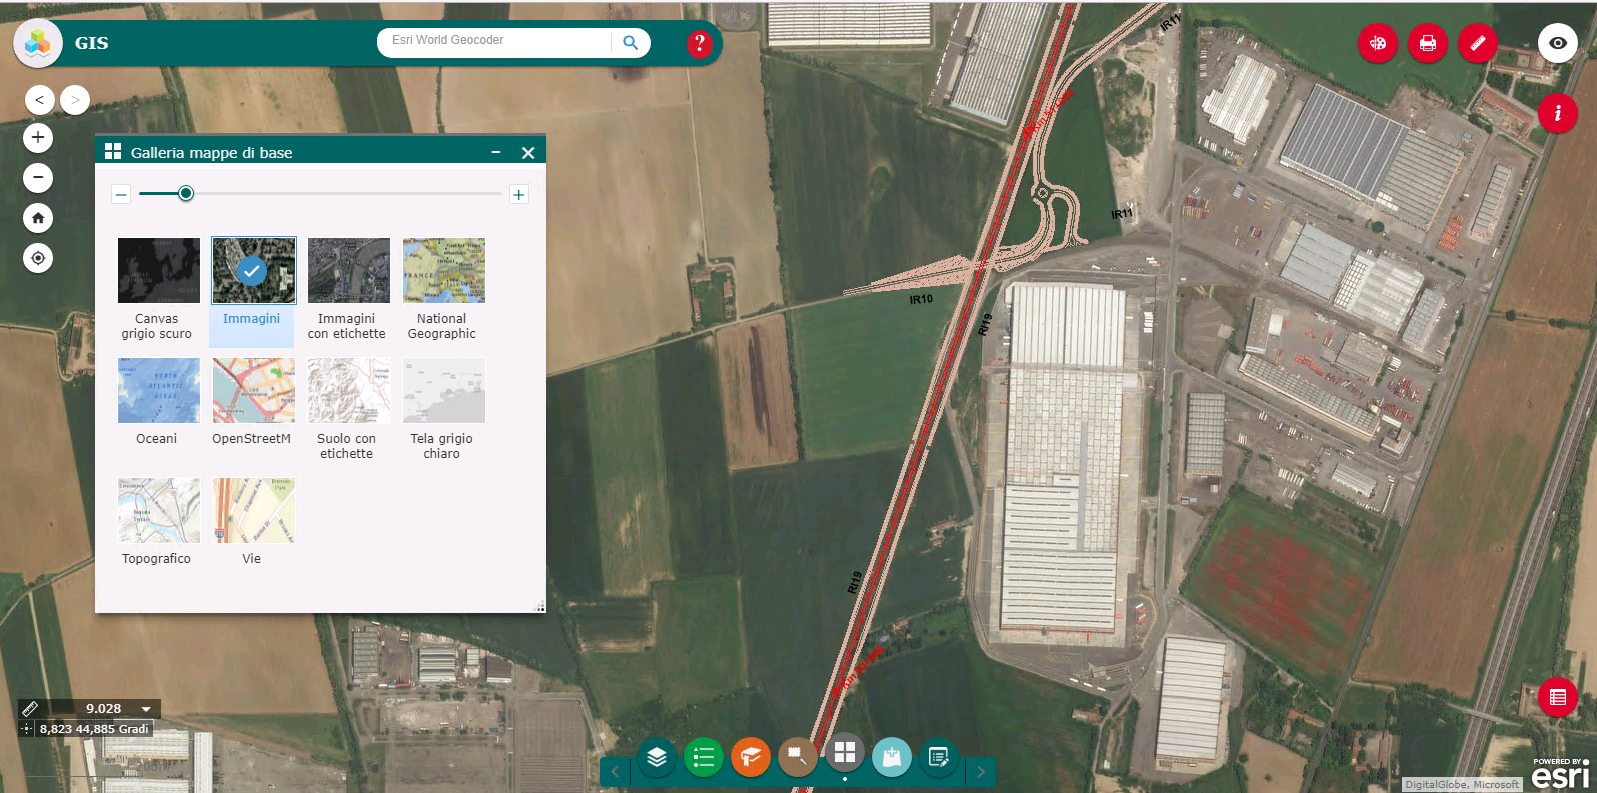 GIS
Esri World Geocoder
?
<
>
Galleria mappe di base
Canvas
grigio scuro
Immagini
Immagini
con etichette
National
Geographic
Oceani
OpenStreetM
Suolo con
etichette
Tela grigio
chiaro
Topografico
Vie
IR11
IR11
IR10
RI19
RI19
i
9.028
8,823 44,885 Gradi
DigitalGlobe, Microsoft
POWERED BY
esri